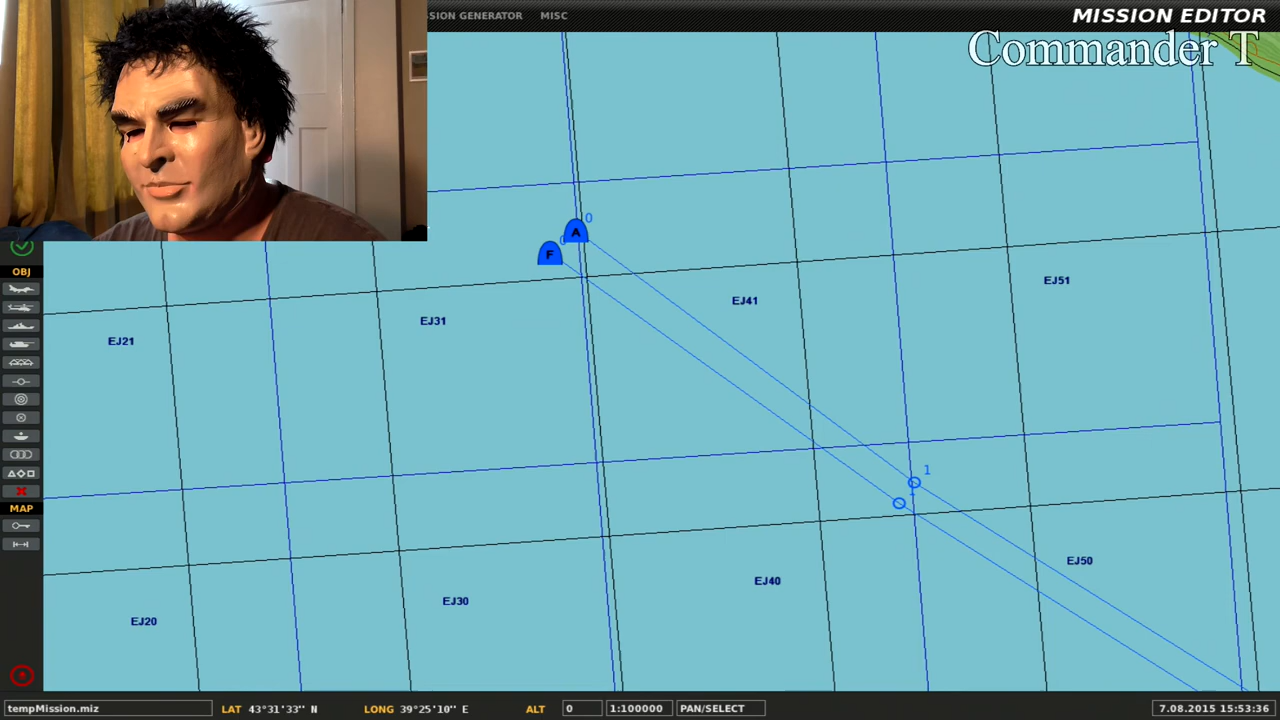 SSION GENERATOR MISC
MISSION EDITOR
Commander T
0
A
F
EJ51
EJ41
EJ31
EJ21
OBJ
1
MAP
EJ50
EJ40
EJ30
EJ20
tempMission.miz LAT 43°31'33'' N LONG 39°25'10'' E ALT 0 1:100000 PAN/SELECT 7.08.2015 15:53:36